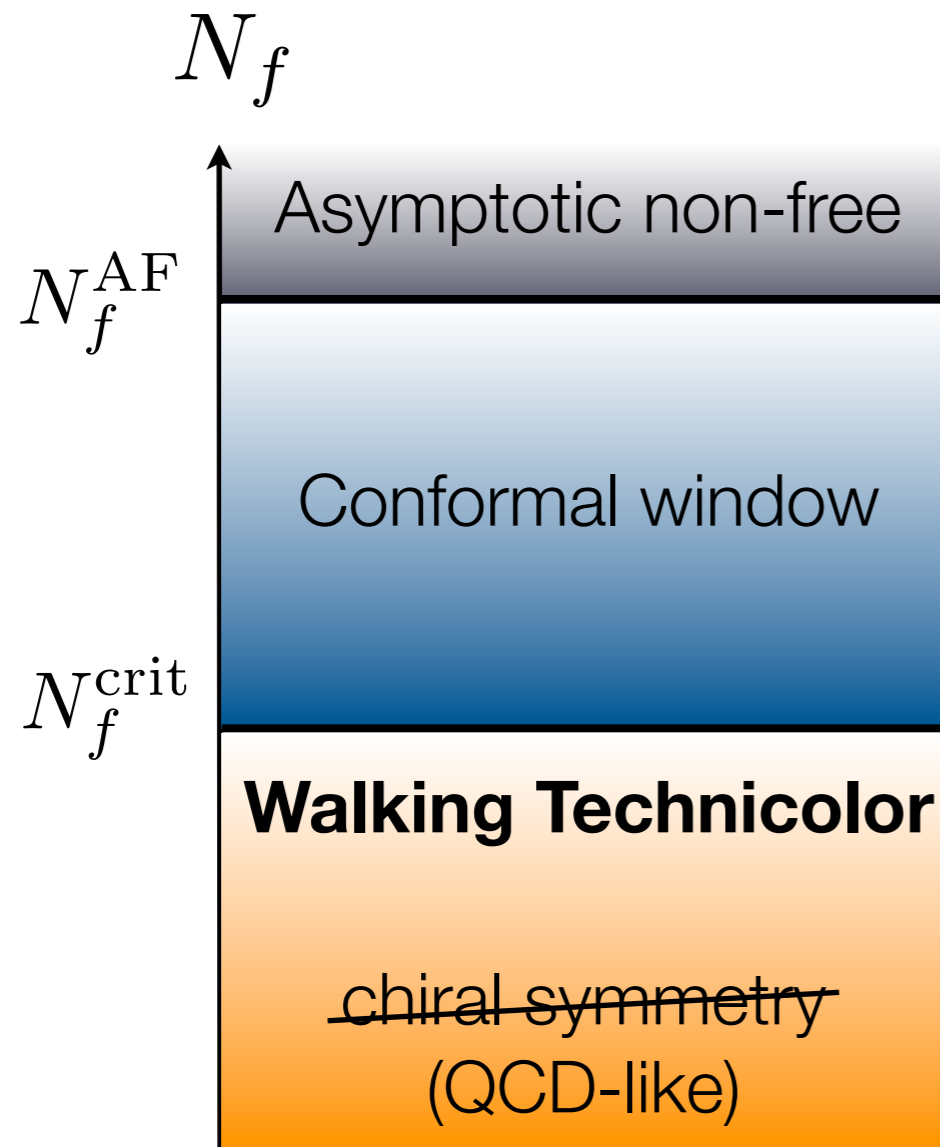 N_f
Asymptotic non-free
N_f^AF
Conformal window
N_f^crit
Walking Technicolor
chiral symmetry
(QCD-like)